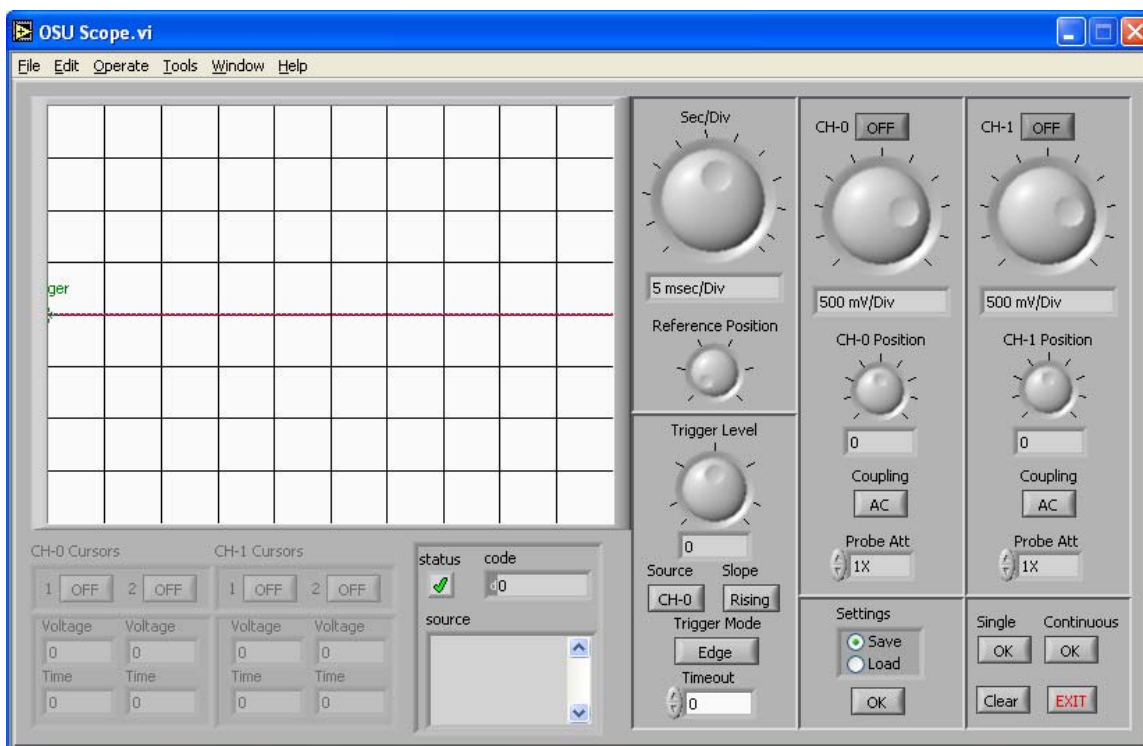 OSU Scope.vi
File Edit Operate Tools Window Help
ger
Sec/Div
5 msec/Div
Reference Position
Trigger Level
0
Source Slope
CH-0 Rising
Trigger Mode
Edge
Timeout
0
CH-0 OFF
500 mV/Div
CH-0 Position
0
Coupling
AC
Probe Att
1X
CH-1 OFF
500 mV/Div
CH-1 Position
0
Coupling
AC
Probe Att
1X
CH-0 Cursors
1 OFF 2 OFF
Voltage Voltage
0 0
Time Time
0 0
CH-1 Cursors
1 OFF 2 OFF
Voltage Voltage
0 0
Time Time
0 0
status code
d0
source
Settings
Save
Load
OK
Single Continuous
OK OK
Clear EXIT